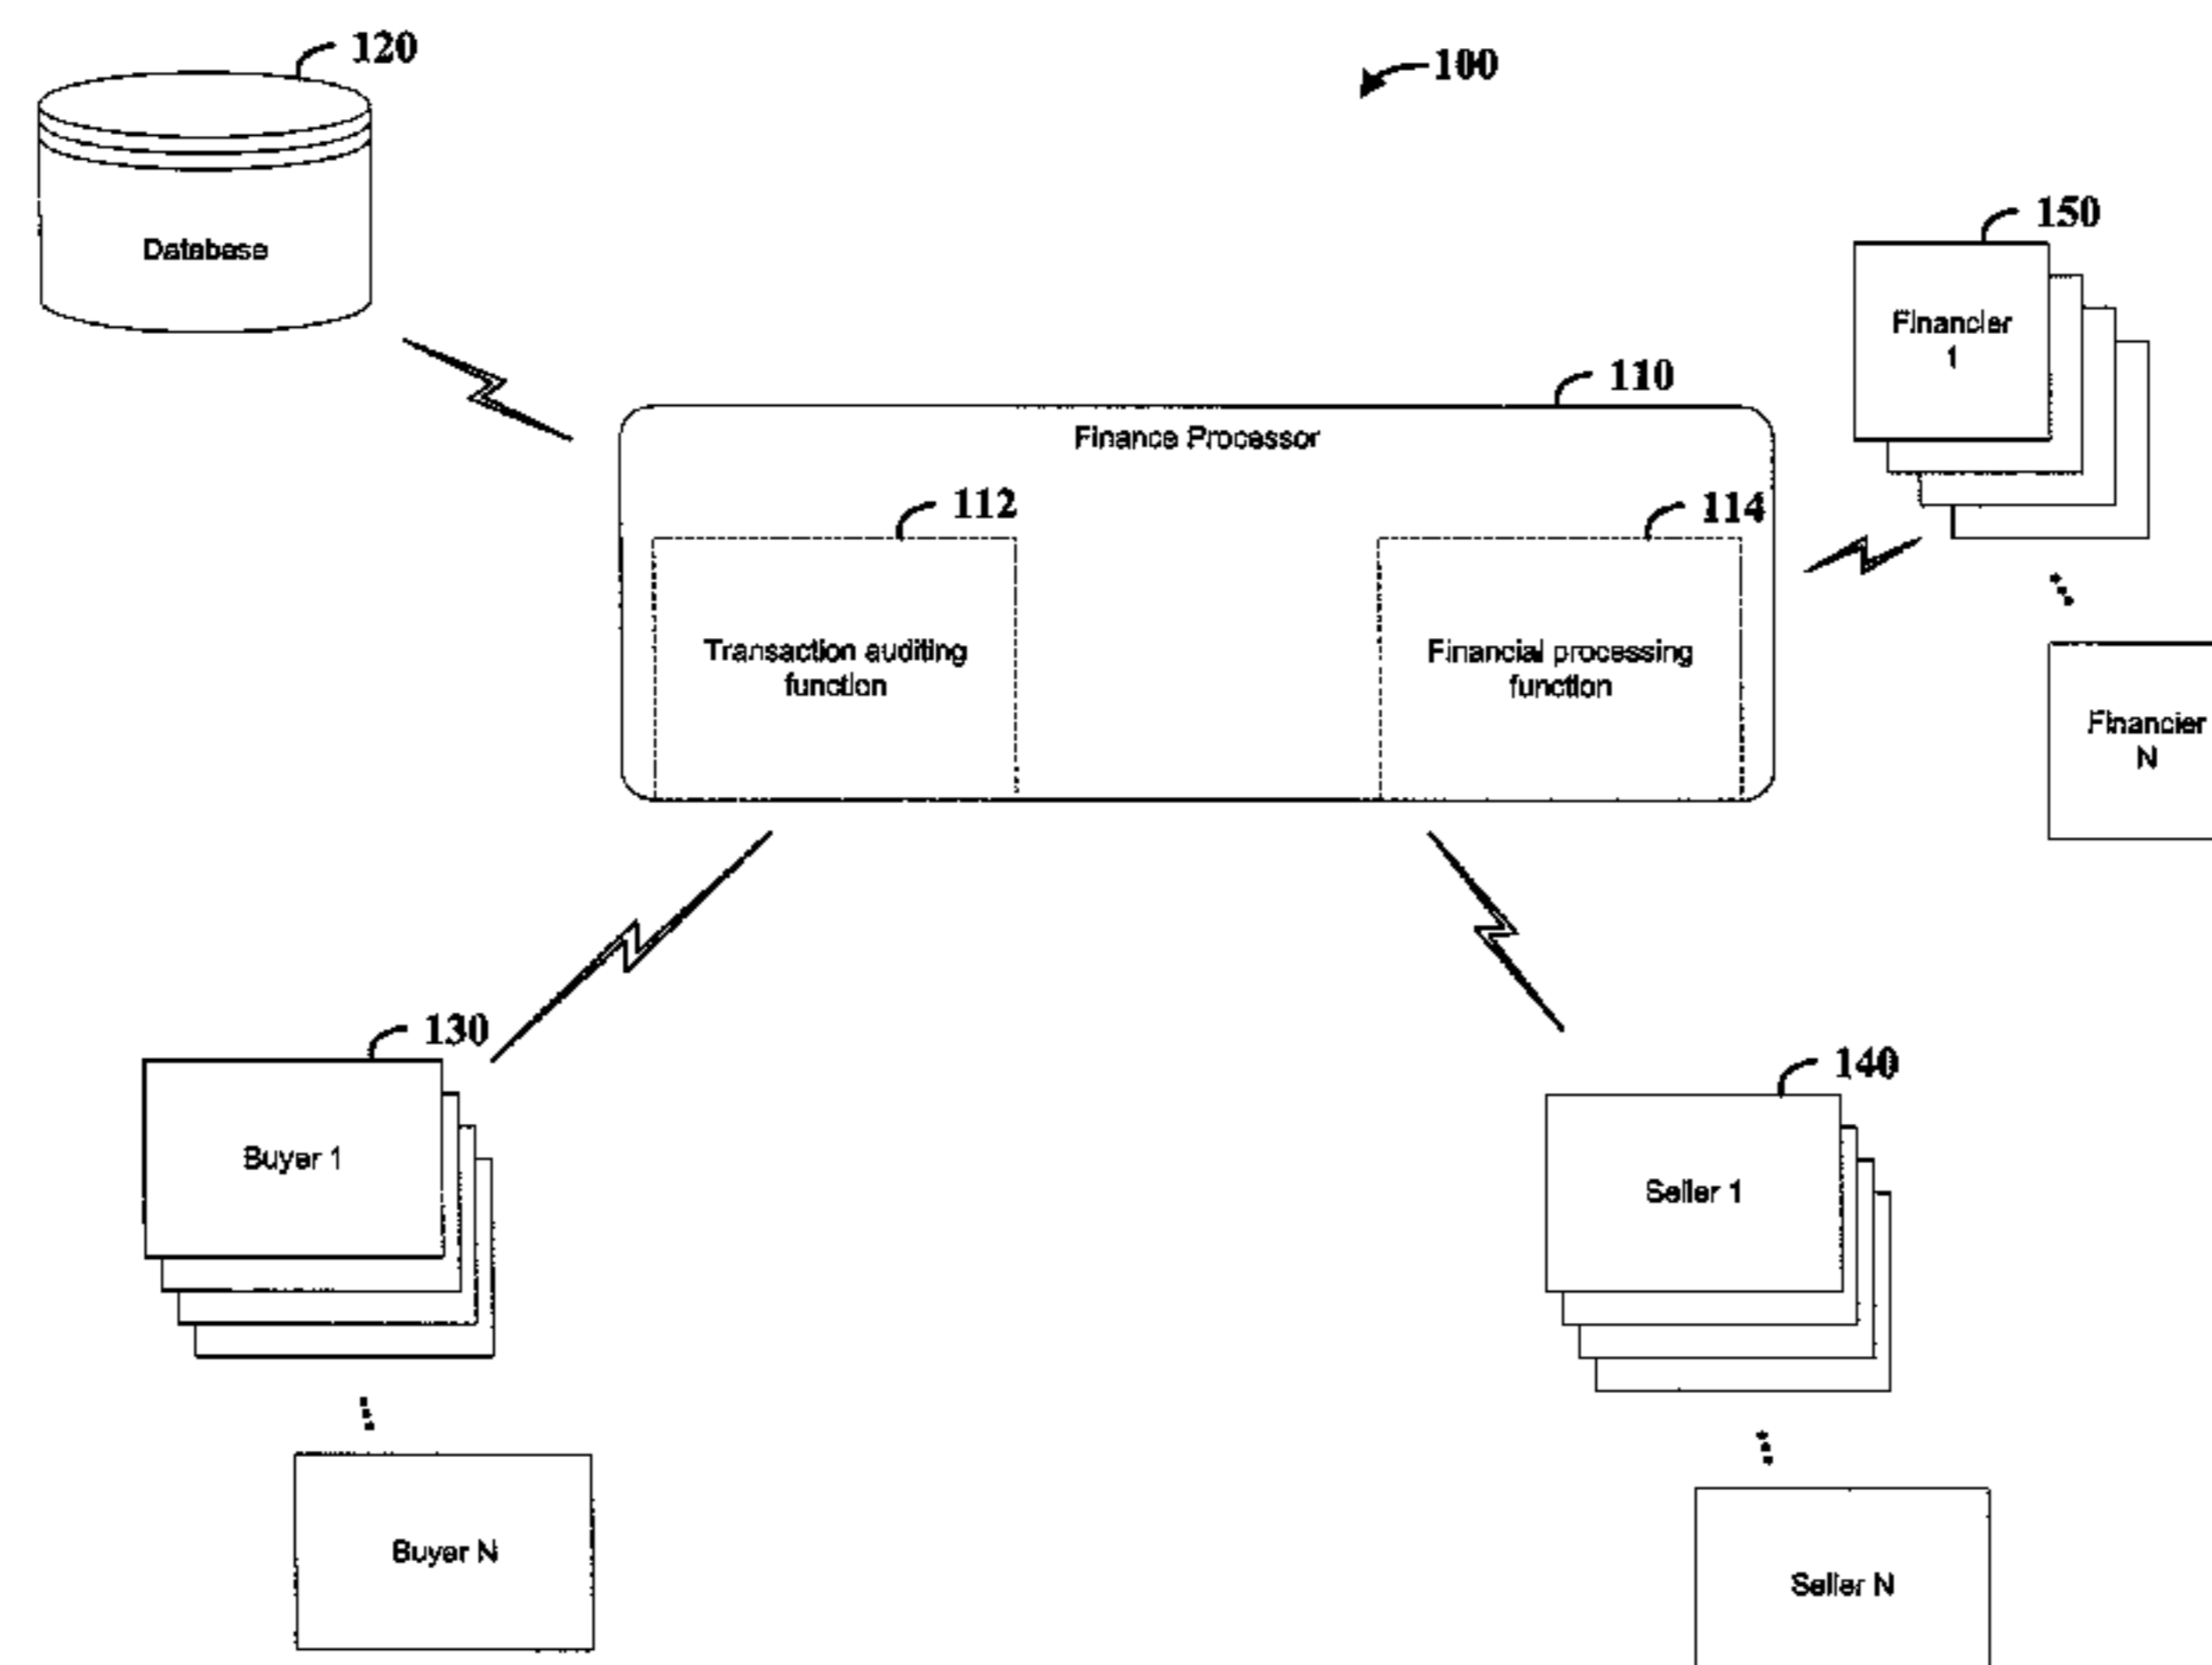 120
100
Database
150
Financier
1
110
Finance Processor
112
114
Transaction auditing
function
Financial processing
function
Financier
N
130
140
Buyer 1
Seller 1
Buyer N
Seller N